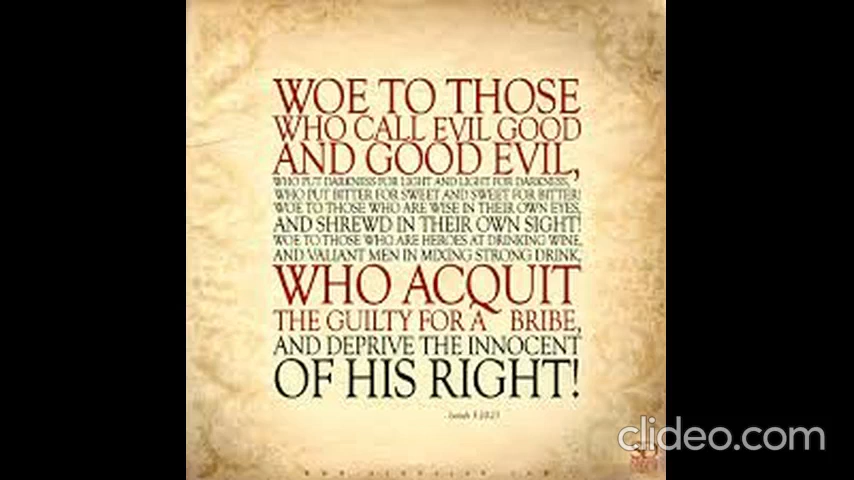 WOE TO THOSE
WHO CALL EVIL GOOD
AND GOOD EVIL,
WHO PUT DARKNESS FOR LIGHT AND LIGHT FOR DARKNESS,
WHO PUT BITTER FOR SWEET AND SWEET FOR BITTER!
WOE TO THOSE WHO ARE WISE IN THEIR OWN EYES,
AND SHREWD IN THEIR OWN SIGHT!
WOE TO THOSE WHO ARE HEROES AT DRINKING WINE,
AND VALIANT MEN IN MIXING STRONG DRINK,
WHO ACQUIT
THE GUILTY FOR A BRIBE,
AND DEPRIVE THE INNOCENT
OF HIS RIGHT!
Isaiah 5
clideo.com